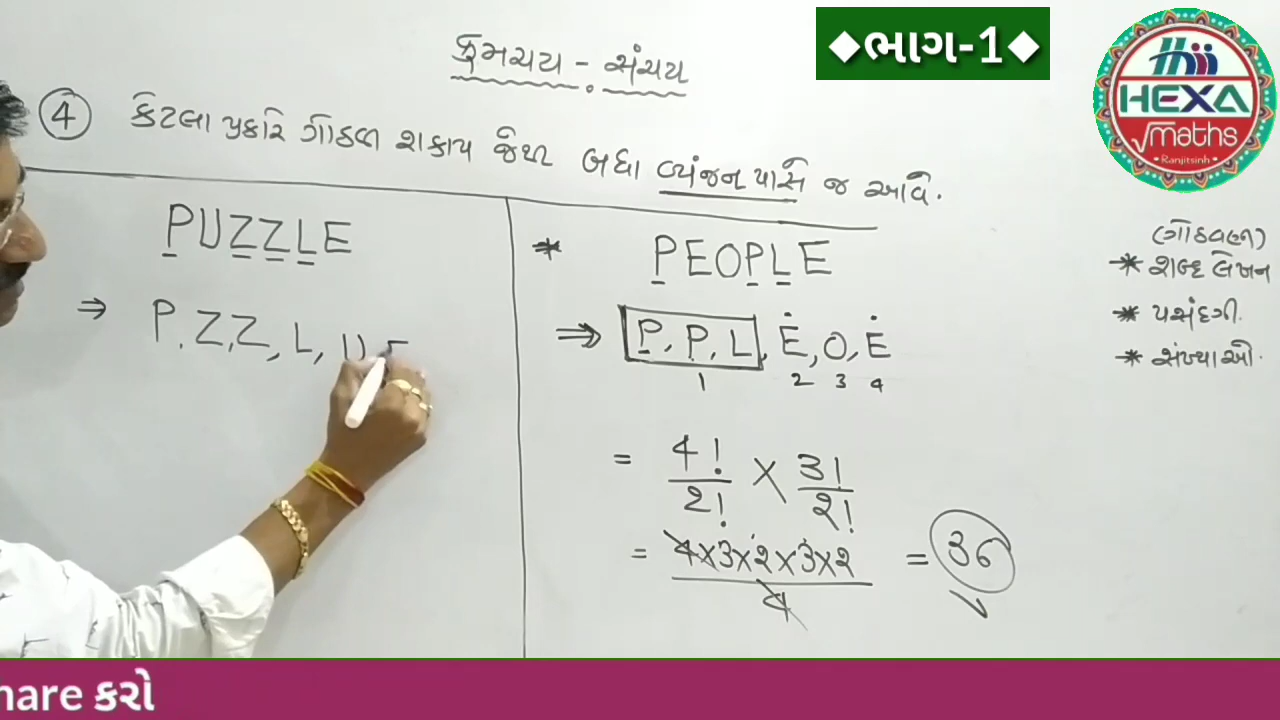 ◆ભાગ-1◆
HEXA
maths
Ranjitsinh
ક્રમચય - સંચય
4 કેટલા પ્રકારે ગોઠવી શકાય જેથી બધા વ્યંજન પાસે જ આવે.
PUZZLE
⇒ P, Z, Z, L, U, E
* PEOPLE
⇒ P, P, L, E, O, E
1 2 3 4
= 4!/2! × 3!/2!
= 4×3×2×3×2/4 = 36
(ગોઠવણી)
* શબ્દ લેખન
* પસંદગી.
* સંખ્યાઓ.
hare કરો